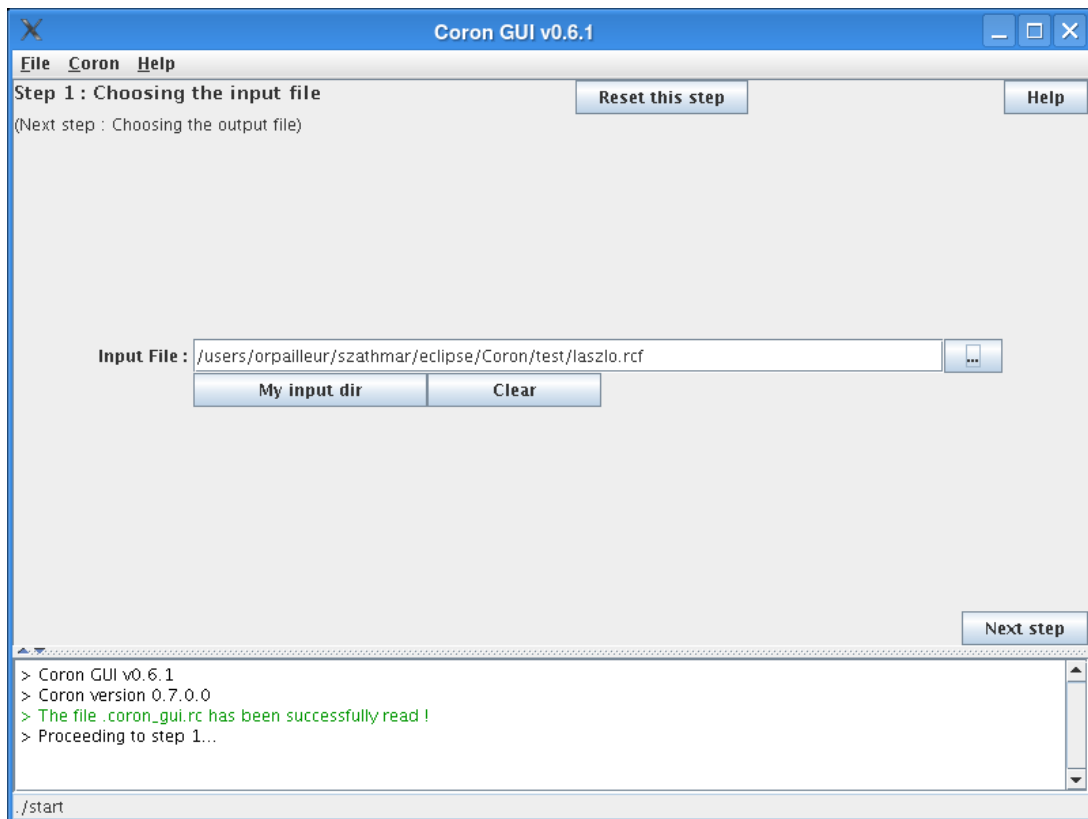 Coron GUI v0.6.1
File Coron Help
Step 1 : Choosing the input file
Reset this step
Help
(Next step : Choosing the output file)
Input File : /users/orpailleur/szathmar/eclipse/Coron/test/laszlo.rcf ...
My input dir Clear
Next step
> Coron GUI v0.6.1
> Coron version 0.7.0.0
> The file .coron_gui.rc has been successfully read !
> Proceeding to step 1...
./start